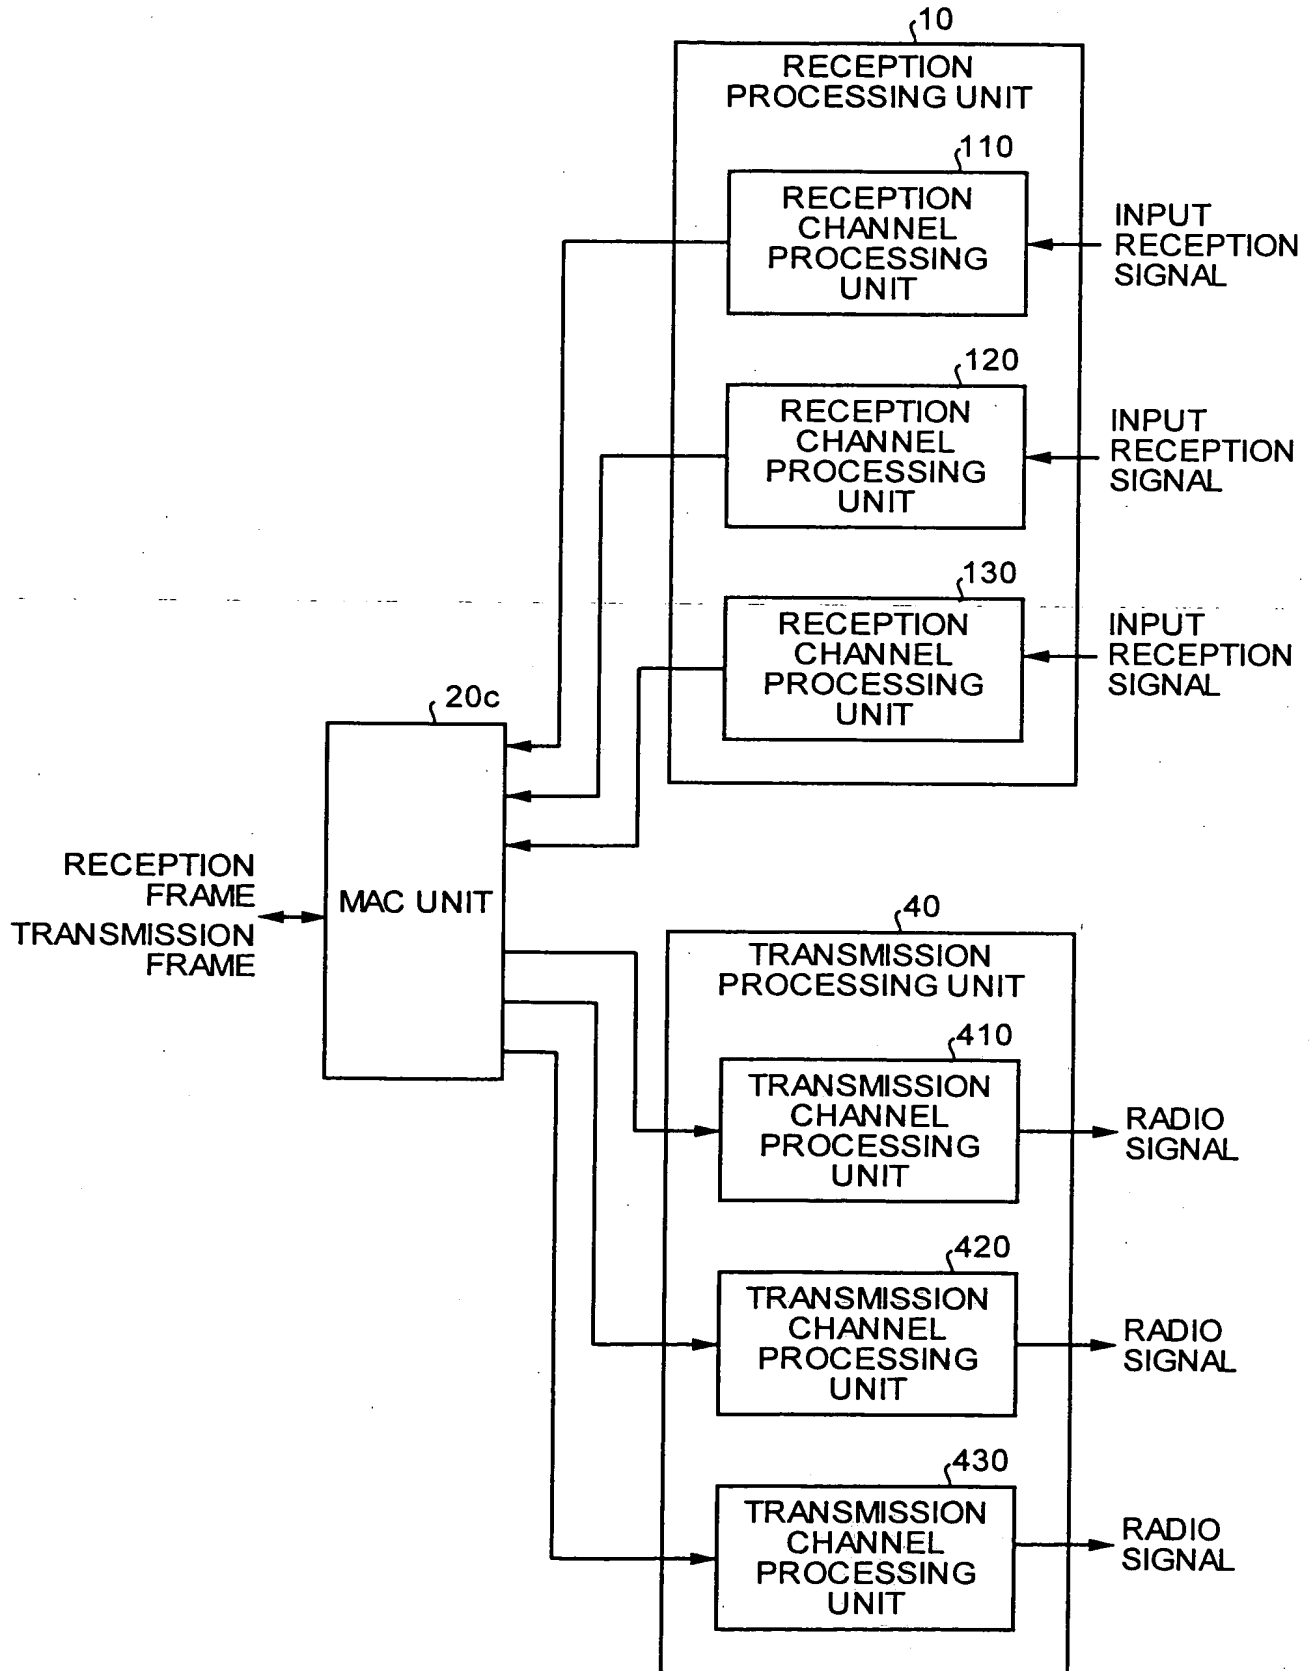 10
RECEPTION
PROCESSING UNIT
110
RECEPTION
CHANNEL
PROCESSING
UNIT
INPUT
RECEPTION
SIGNAL
120
RECEPTION
CHANNEL
PROCESSING
UNIT
INPUT
RECEPTION
SIGNAL
130
RECEPTION
CHANNEL
PROCESSING
UNIT
INPUT
RECEPTION
SIGNAL
20c
MAC UNIT
RECEPTION
FRAME
TRANSMISSION
FRAME
40
TRANSMISSION
PROCESSING UNIT
410
TRANSMISSION
CHANNEL
PROCESSING
UNIT
RADIO
SIGNAL
420
TRANSMISSION
CHANNEL
PROCESSING
UNIT
RADIO
SIGNAL
430
TRANSMISSION
CHANNEL
PROCESSING
UNIT
RADIO
SIGNAL